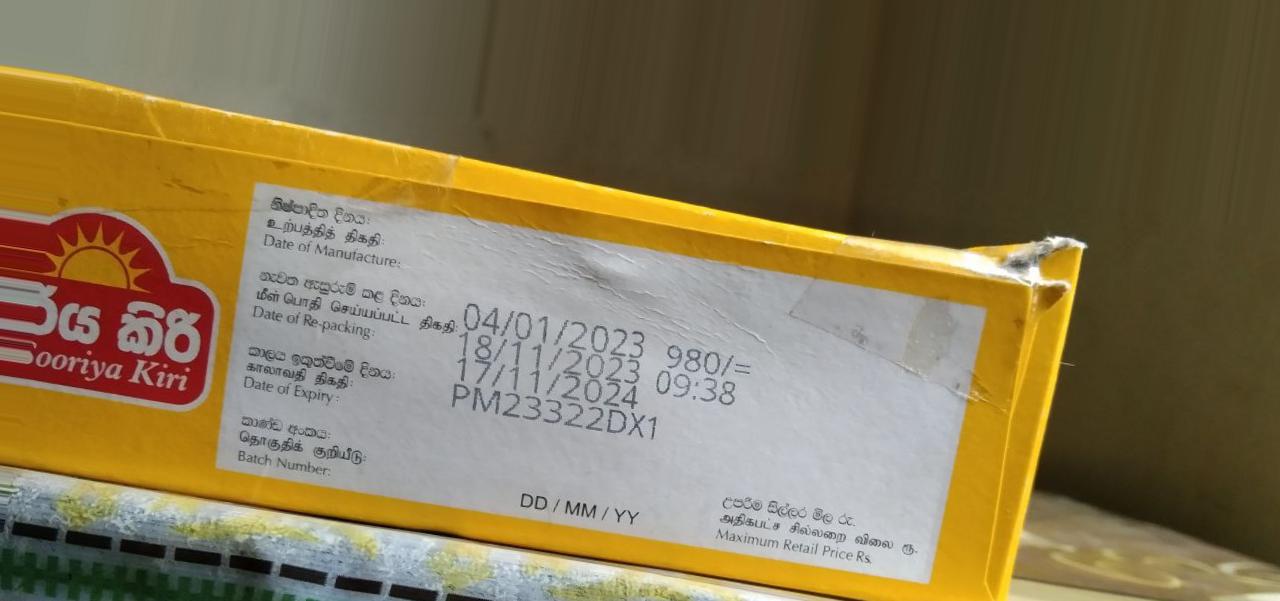 ය කිරි
ooriya Kiri
නිෂ්පාදිත දිනය:
உற்பத்தித் திகதி:
Date of Manufacture:
නැවත ඇසුරුම් කළ දිනය:
மீள் பொதி செய்யப்பட்ட திகதி:
Date of Re-packing:
කාලය ඉකුත්වීමේ දිනය:
காலாவதி திகதி:
Date of Expiry:
කාණ්ඩ අංකය:
தொகுதிக் குறியீடு:
Batch Number:
04/01/2023 980/=
18/11/2023 09:38
17/11/2024
PM23322DX1
DD / MM / YY
උපරිම සිල්ලර මිල රු.
அதிகபட்ச சில்லறை விலை ரூ.
Maximum Retail Price Rs.